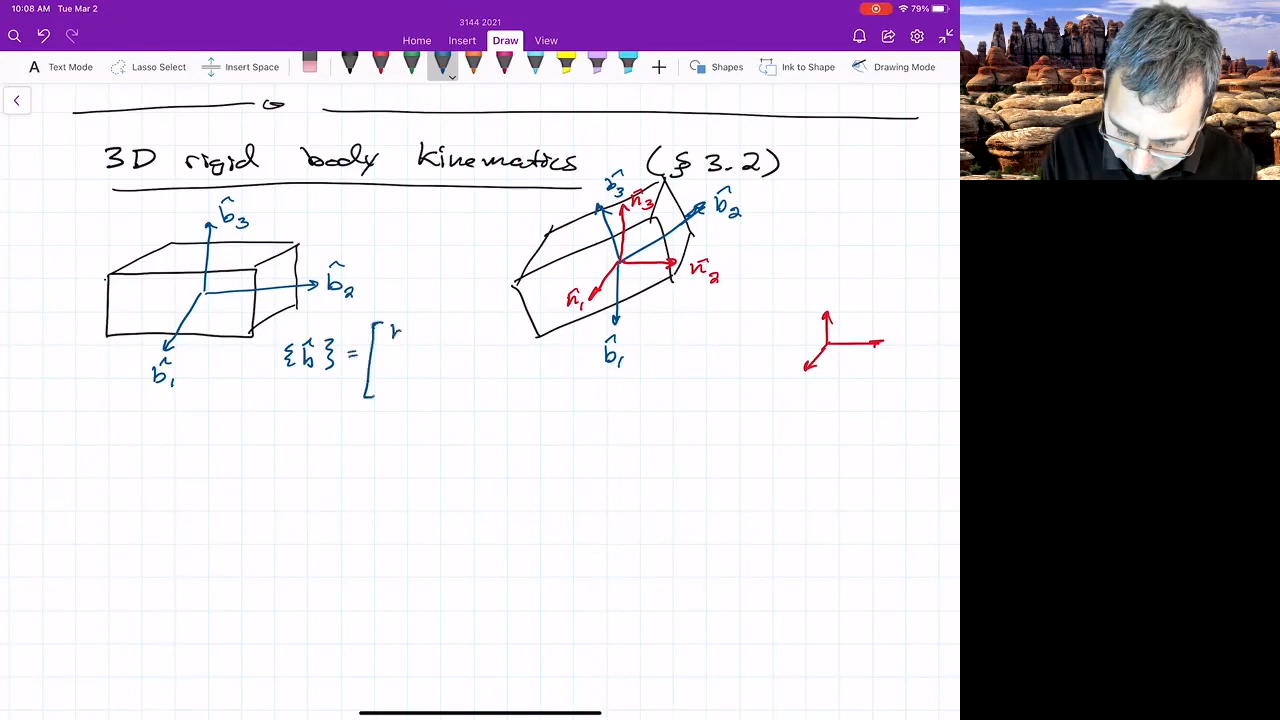 10:08 AM Tue Mar 2
79%
3144 2021
Home Insert Draw View
A Text Mode Lasso Select Insert Space Shapes Ink to Shape Drawing Mode
3D rigid body kinematics (§ 3.2)
b̂₃
b̂₂
b̂₁
b̂₃
n̂₃
b̂₂
n̂₂
n̂₁
b̂₁
{b̂} = [